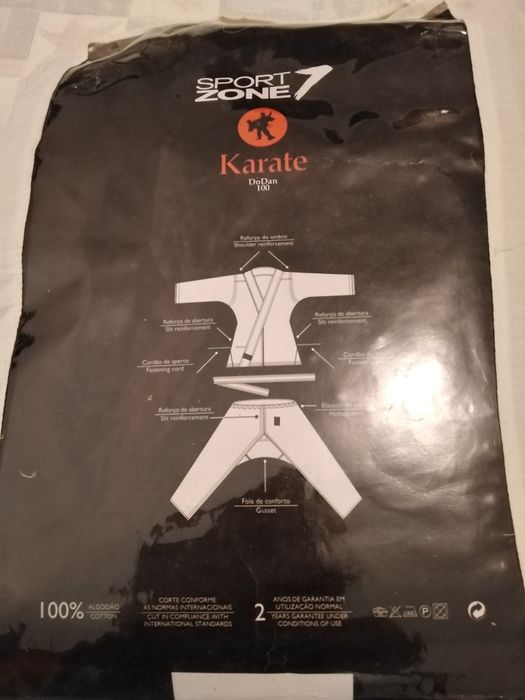 SPORT
ZONE
Karate
DoDan
100
Reforço do ombro
Shoulder reinforcement
Reforço de abertura
Slit reinforcement
Reforço de abertura
Slit reinforcement
Cordão de aperto
Fastening cord
Cordão de
Reforço de abertura
Slit reinforcement
Fole de conforto
Gusset
100% ALGODÃO
COTTON
CORTE CONFORME
AS NORMAS INTERNACIONAIS
CUT IN COMPLIANCE WITH
INTERNATIONAL STANDARDS
2 ANOS DE GARANTIA EM
UTILIZAÇÃO NORMAL
YEARS GARANTEE UNDER
CONDITIONS OF USE
P